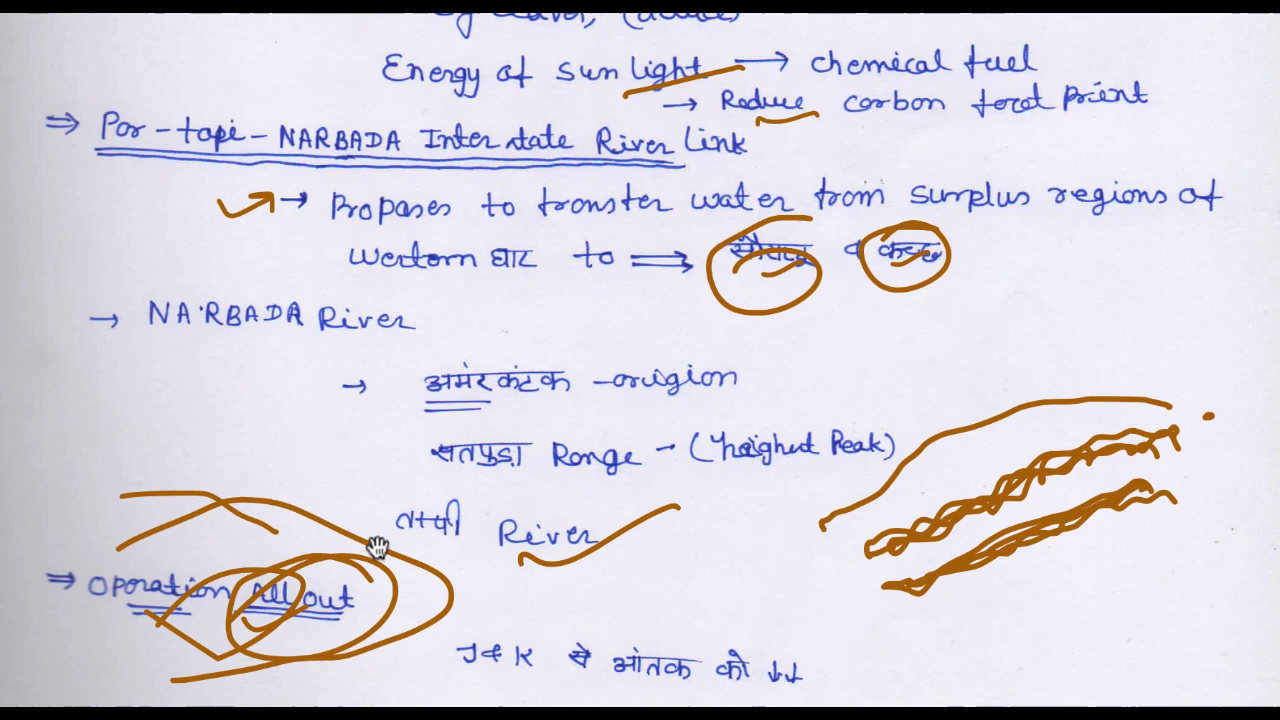 Energy of sun light → chemical fuel
→ Reduce carbon foot print
⇒ Par-tapi-NARBADA Interstate River Link
→ Proposes to transfer water from surplus regions of
western घाट to ⇒ सौराष्ट्र व कच्छ
→ NARBADA River
→ अमरकंटक - origion
सतपुड़ा Range - (highest Peak)
तापी River
⇒ Operation All out
J & K से आंतक को ↓↓